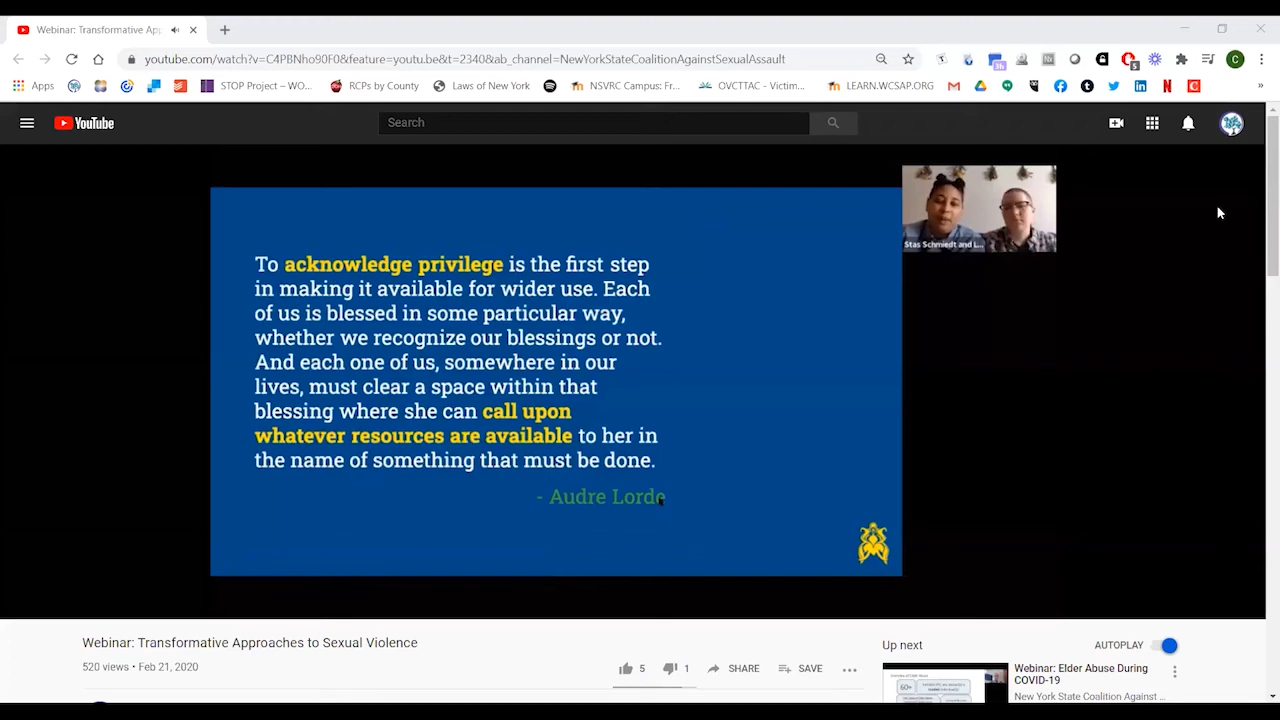 Webinar: Transformative Ap
youtube.com/watch?v=C4PBNlho90F0&feature=youtube&t=2340&ab_channel=NewYorkStateCoalitionAgainstSexualAssault
Apps
STOP Project – WO...
RCPs by County
Laws of New York
NSVRC Campus: Fr...
OVCTTAC - Victim...
LEARN.WCSAP.ORG
»
YouTube
Search
Stas Schmiedt and L...
To acknowledge privilege is the first step
in making it available for wider use. Each
of us is blessed in some particular way,
whether we recognize our blessings or not.
And each one of us, somewhere in our
lives, must clear a space within that
blessing where she can call upon
whatever resources are available to her in
the name of something that must be done.
- Audre Lorde
Webinar: Transformative Approaches to Sexual Violence
520 views • Feb 21, 2020
5
1
SHARE
SAVE
Up next
AUTOPLAY
60+
Webinar: Elder Abuse During
COVID-19
New York State Coalition Against ...